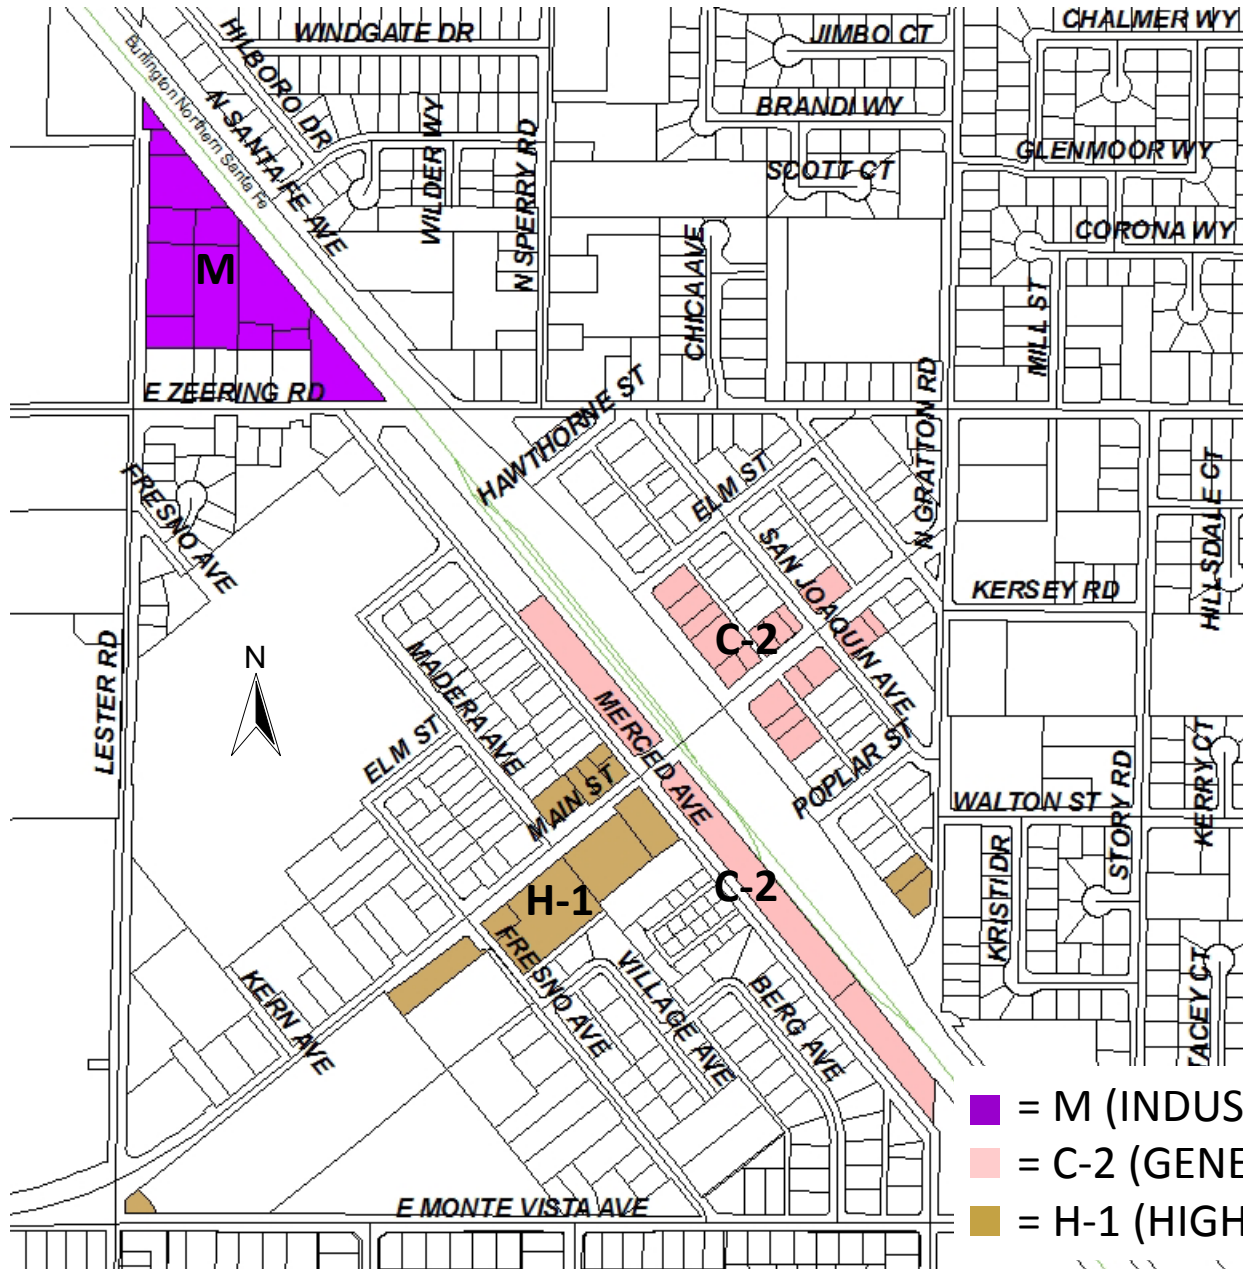 WINDGATE DR
JIMBO CT
CHALMER WY
HILBORO DR
Burlington Northern Santa Fe
N SANTA FE AVE
WILDER WY
N SPERRY RD
BRANDI WY
SCOTT CT
GLENMOOR WY
CORONA WY
CHICA AVE
MILL ST
M
E ZEERING RD
HAWTHORNE ST
N GRATTON RD
ELM ST
FRESNO AVE
SAN JOAQUIN AVE
HILLSDALE CT
KERSEY RD
C-2
N
LESTER RD
MADERA AVE
MERCED AVE
ELM ST
MAIN ST
POPLAR ST
WALTON ST
STORY RD
KERRY CT
C-2
H-1
KRISTI DR
FRESNO AVE
VILLAGE AVE
BERG AVE
KERN AVE
TACEY CT
E MONTE VISTA AVE
= M (INDUS
= C-2 (GENE
= H-1 (HIGH